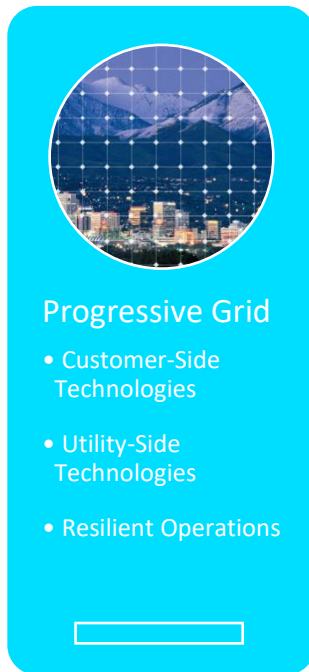 Progressive Grid
• Customer-Side
Technologies
• Utility-Side
Technologies
• Resilient Operations